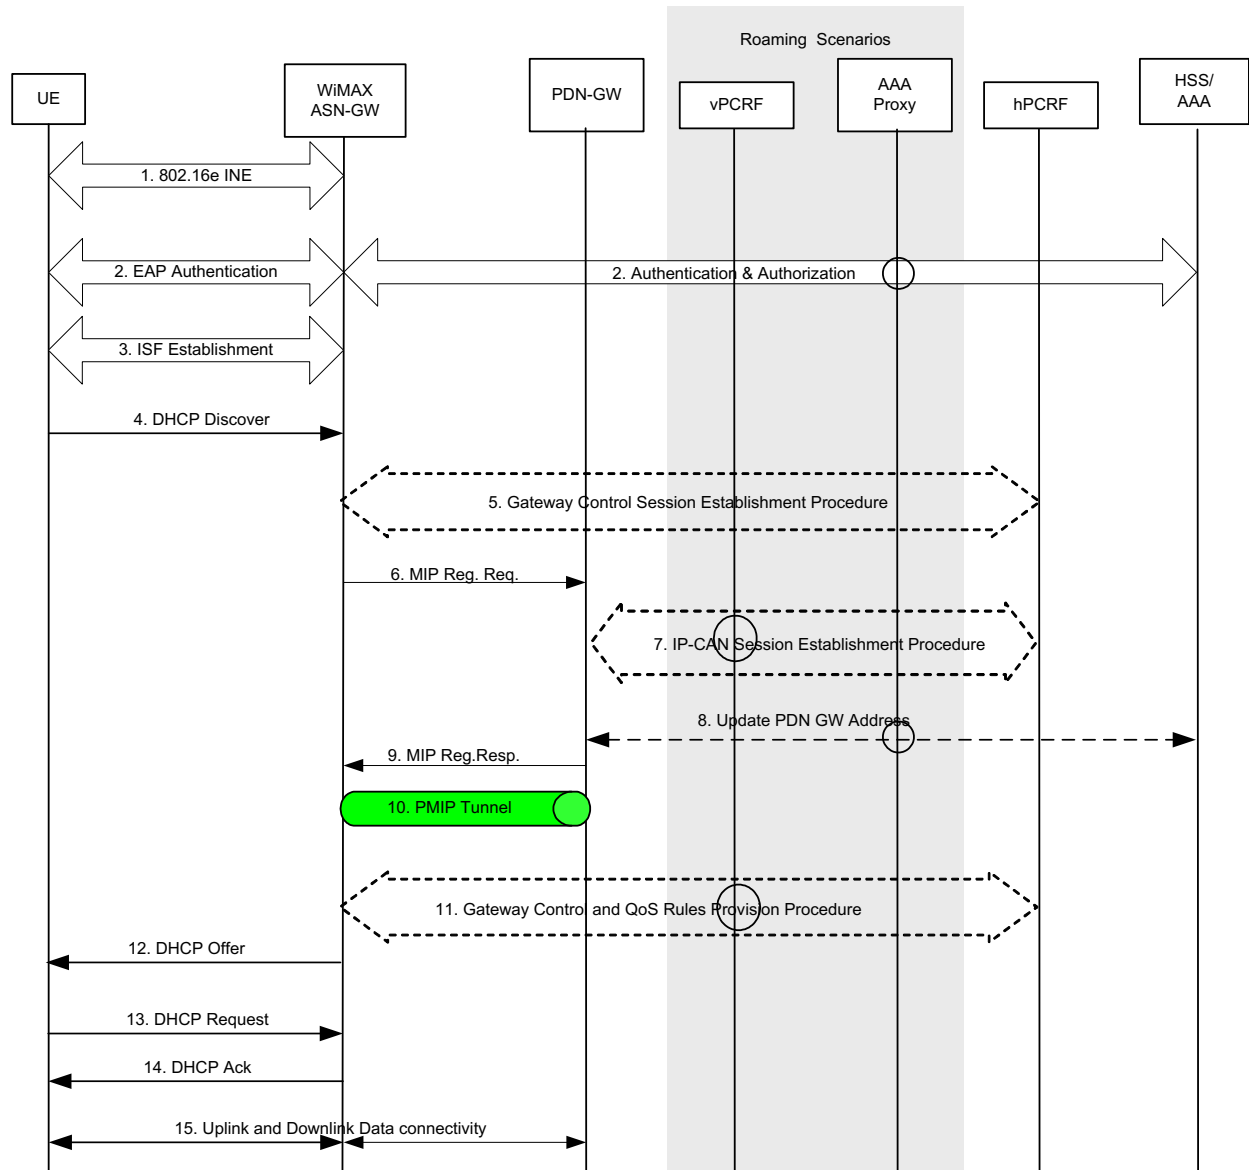 Roaming Scenarios
UE
WiMAX
ASN-GW
PDN-GW
vPCRF
AAA
Proxy
hPCRF
HSS/
AAA
1. 802.16e INE
2. EAP Authentication
2. Authentication & Authorization
3. ISF Establishment
4. DHCP Discover
5. Gateway Control Session Establishment Procedure
6. MIP Reg. Req.
7. IP-CAN Session Establishment Procedure
8. Update PDN GW Address
9. MIP Reg.Resp.
10. PMIP Tunnel
11. Gateway Control and QoS Rules Provision Procedure
12. DHCP Offer
13. DHCP Request
14. DHCP Ack
15. Uplink and Downlink Data connectivity